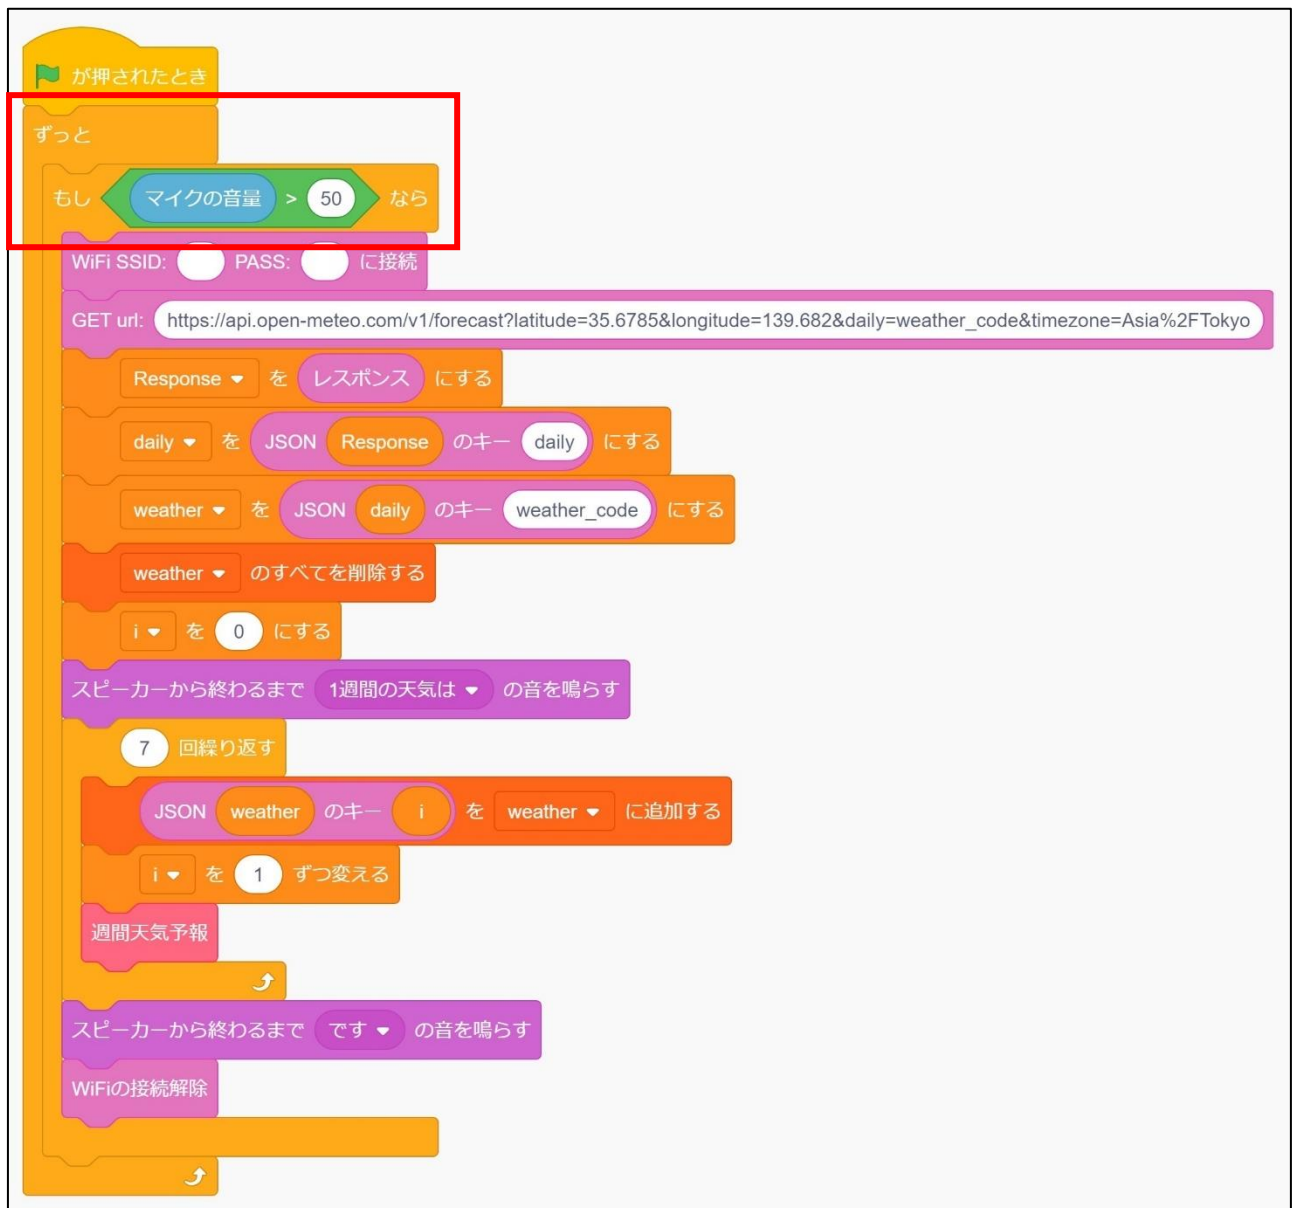 が押されたとき
ずっと
もし マイクの音量 > 50 なら
WiFi SSID: PASS: に接続
GET url: https://api.open-meteo.com/v1/forecast?latitude=35.6785&longitude=139.682&daily=weather_code&timezone=Asia%2FTokyo
Response を レスポンス にする
daily を JSON Response のキー daily にする
weather を JSON daily のキー weather_code にする
weather のすべてを削除する
i を 0 にする
スピーカーから終わるまで 1週間の天気は の音を鳴らす
7 回繰り返す
JSON weather のキー i を weather に追加する
i を 1 ずつ変える
週間天気予報
スピーカーから終わるまで です の音を鳴らす
WiFiの接続解除